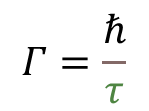 Γ = ħ / τ